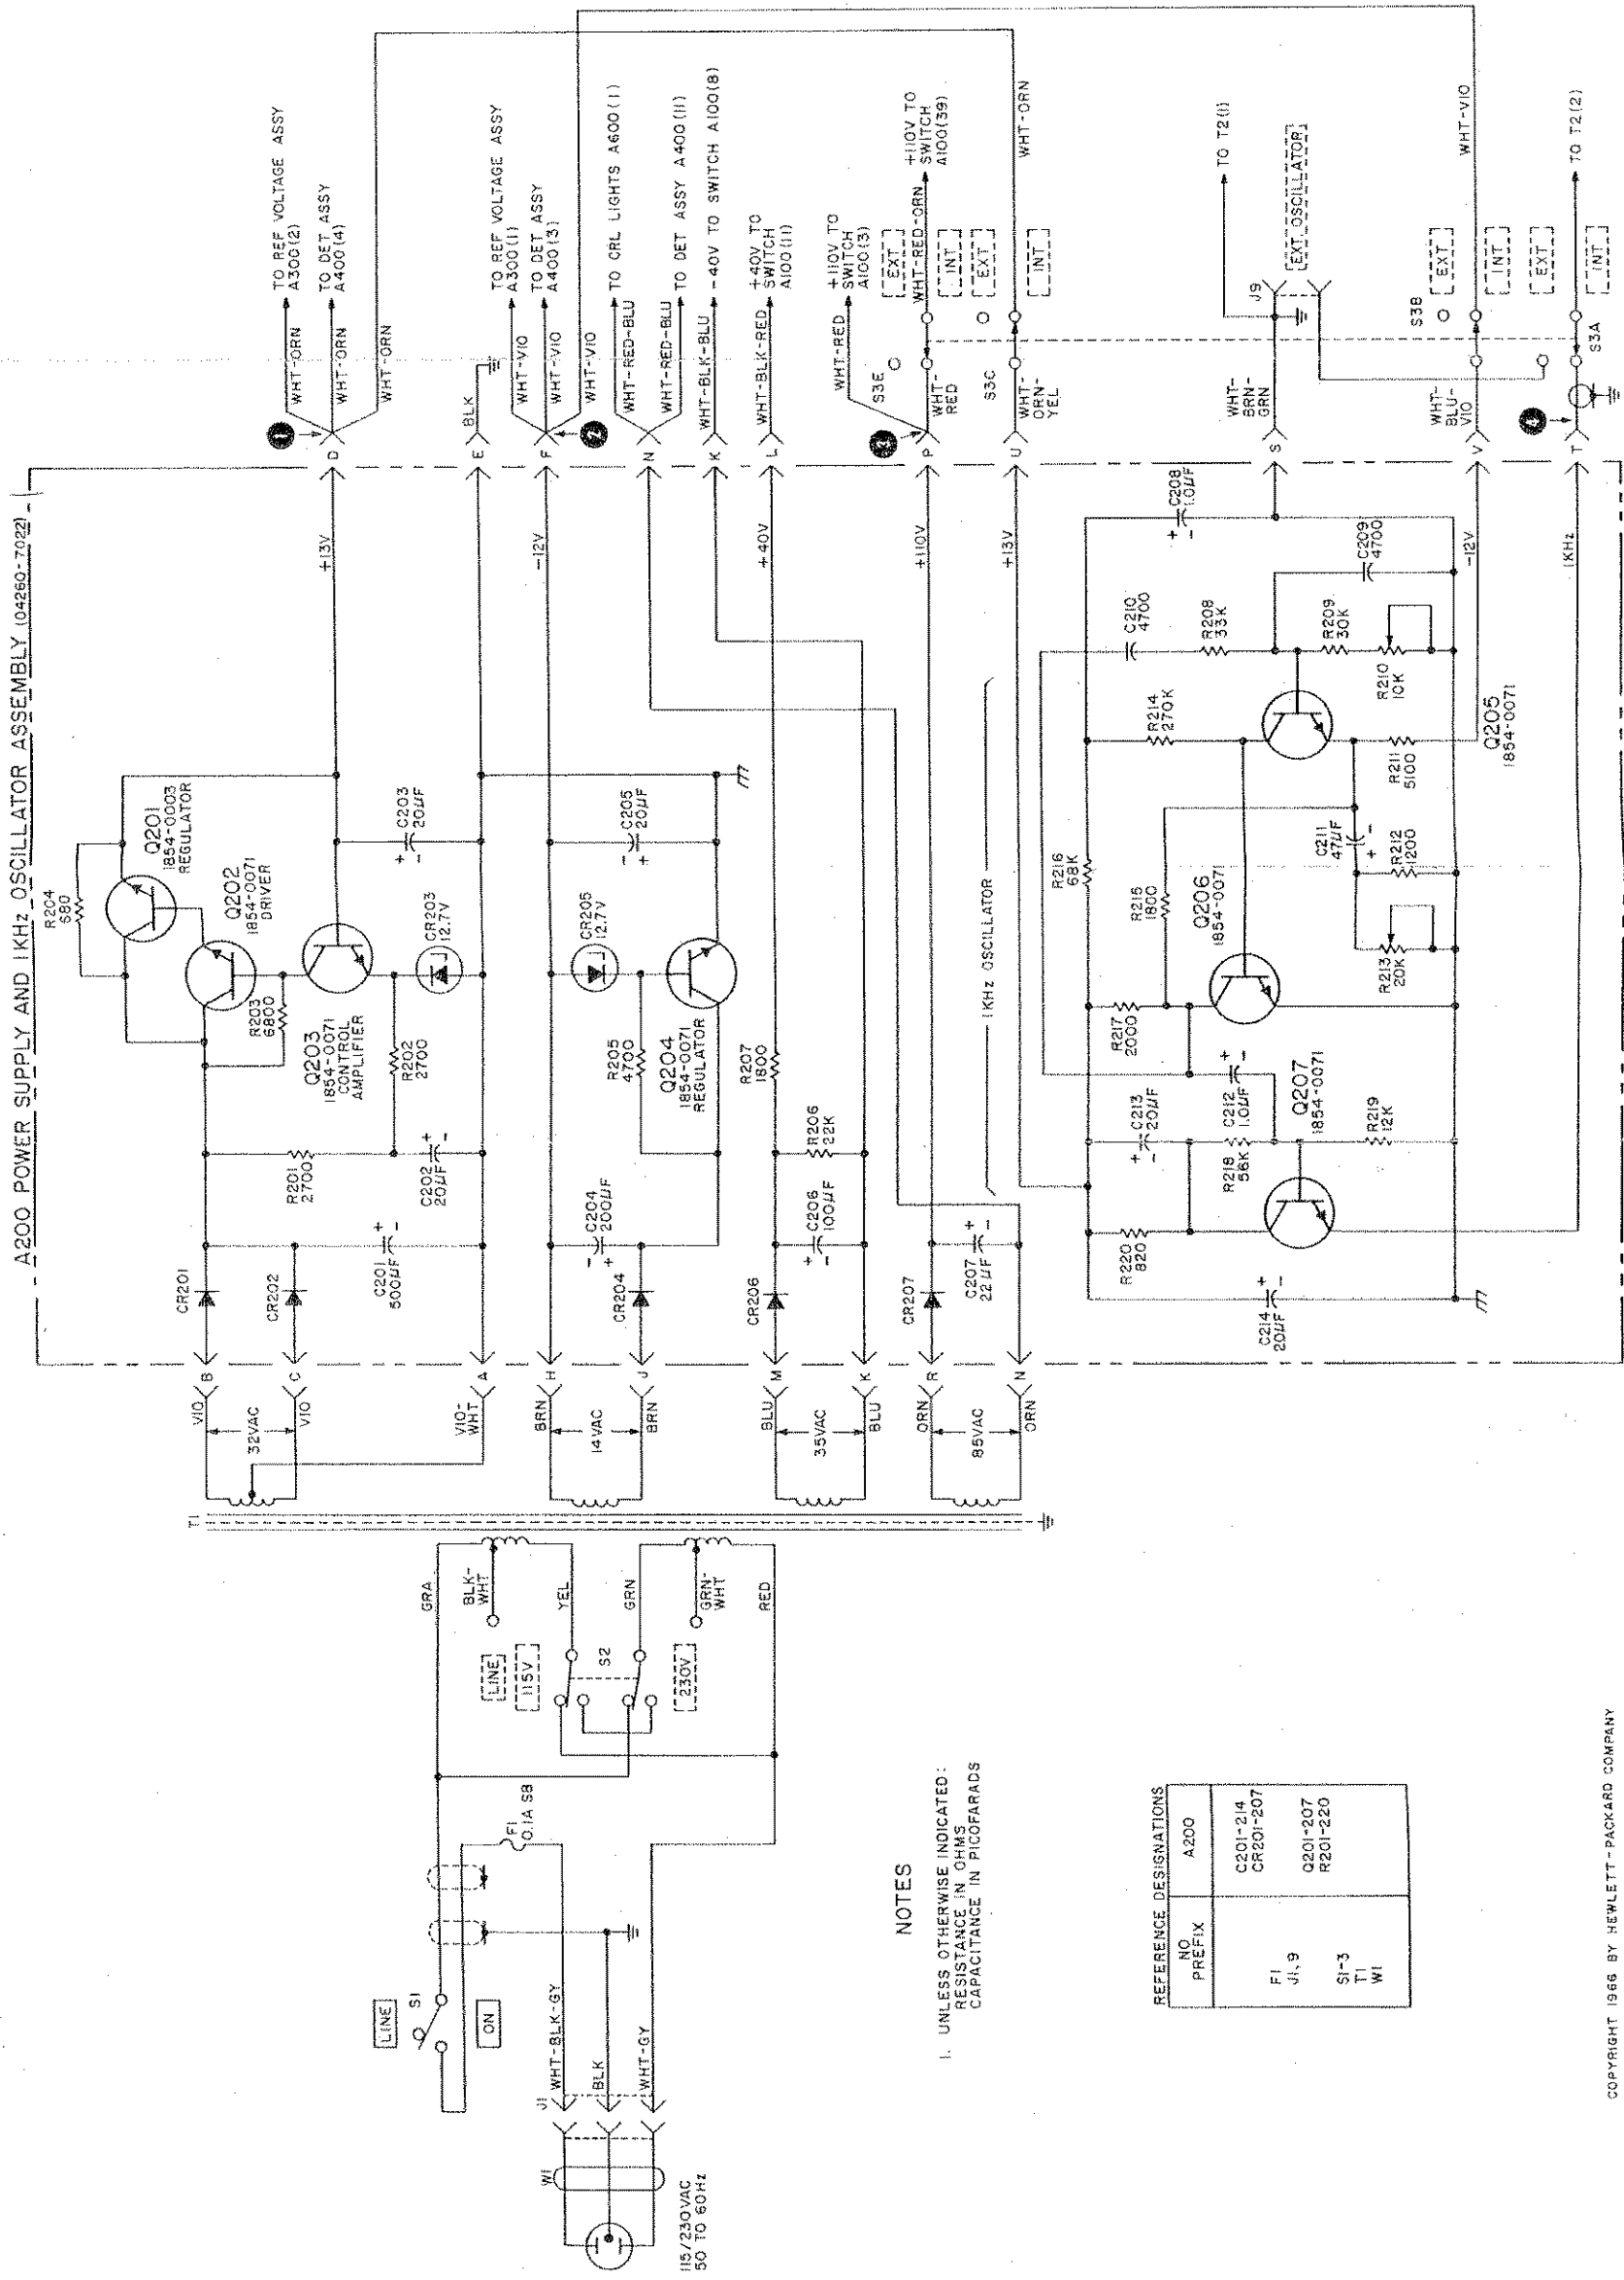 A200 POWER SUPPLY AND 1KHz OSCILLATOR ASSEMBLY (04260-7022)
115/230VAC
50 TO 60Hz
W1
J1
WHT-BLK-GY
BLK
WHT-GY
LINE
S1
ON
F1
0.1A SB
GRA
BLK-
WHT
YEL
GRN
GRN-
WHT
RED
LINE
115V
S2
230V
T1
VIO
32VAC
VIO
VIO-
WHT
BRN
14VAC
BRN
BLU
35VAC
BLU
ORN
85VAC
ORN
B
C
A
H
J
M
K
R
N
CR201
CR202
C201
500µF
R201
2700
C202
20µF
R202
2700
R203
6800
R204
680
Q201
1854-0003
REGULATOR
Q202
1854-0071
DRIVER
Q203
1854-0071
CONTROL
AMPLIFIER
CR203
12.7V
C203
20µF
+13V
C204
200µF
CR204
R205
4700
CR205
12.7V
Q204
1854-0071
REGULATOR
C205
20µF
-12V
CR206
C206
100µF
R206
22K
R207
1800
+40V
CR207
C207
22µF
+110V
+13V
1KHz OSCILLATOR
C214
20µF
R220
820
C213
20µF
R218
56K
C212
1.0µF
Q207
1854-0071
R219
12K
R217
2000
R216
68K
R215
1800
Q206
1854-0071
R213
20K
R212
1200
C211
47µF
R214
270K
R211
5100
Q205
1854-0071
C210
4700
R208
33K
R209
30K
R210
10K
C208
1.0µF
C209
4700
-12V
1KHz
D
E
F
N
K
L
P
U
S
V
T
1
WHT-ORN
TO REF VOLTAGE ASSY
A300(2)
WHT-ORN
TO DET ASSY
A400(4)
WHT-ORN
BLK
2
WHT-VIO
TO REF VOLTAGE ASSY
A300(1)
WHT-VIO
TO DET ASSY
A400(3)
WHT-VIO
WHT-RED-BLU
TO CRL LIGHTS A600(1)
WHT-RED-BLU
TO DET ASSY A400(11)
WHT-BLK-BLU
-40V TO SWITCH A100(8)
WHT-BLK-RED
+40V TO
SWITCH
A100(11)
WHT-RED
+110V TO
SWITCH
A100(3)
3
S3E
EXT
WHT-
RED
WHT-RED-ORN
+110V TO
SWITCH
A100(39)
INT
S3C
EXT
WHT-
ORN-
YEL
WHT-ORN
INT
TO T2(1)
WHT-
BRN-
GRN
J9
EXT OSCILLATOR
S3B
EXT
WHT-
BLU-
VIO
WHT-VIO
INT
EXT
4
TO T2(2)
S3A
INT
NOTES
1. UNLESS OTHERWISE INDICATED:
RESISTANCE IN OHMS
CAPACITANCE IN PICOFARADS
REFERENCE DESIGNATIONS
NO
PREFIX
A200
C201-214
CR201-207
F1
J1,9
Q201-207
R201-220
S1-3
T1
W1
COPYRIGHT 1966 BY HEWLETT-PACKARD COMPANY